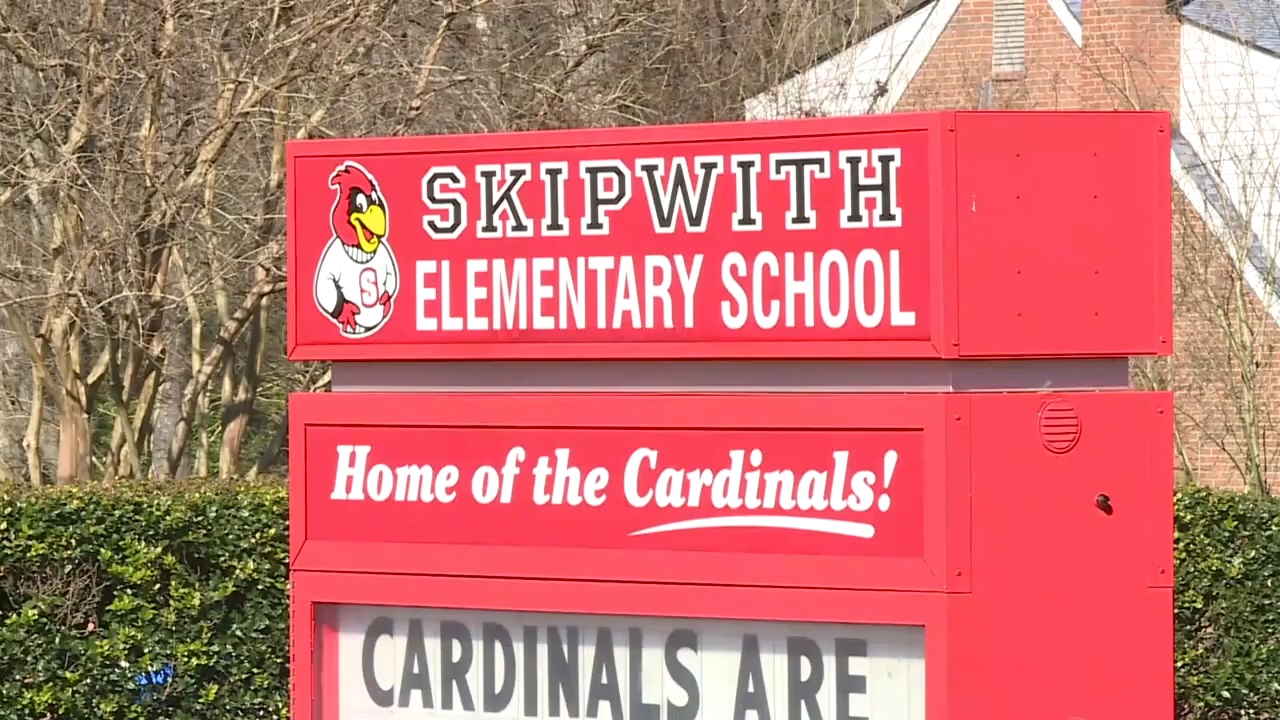 SKIPWITH
ELEMENTARY SCHOOL
S
Home of the Cardinals!
CARDINALS ARE